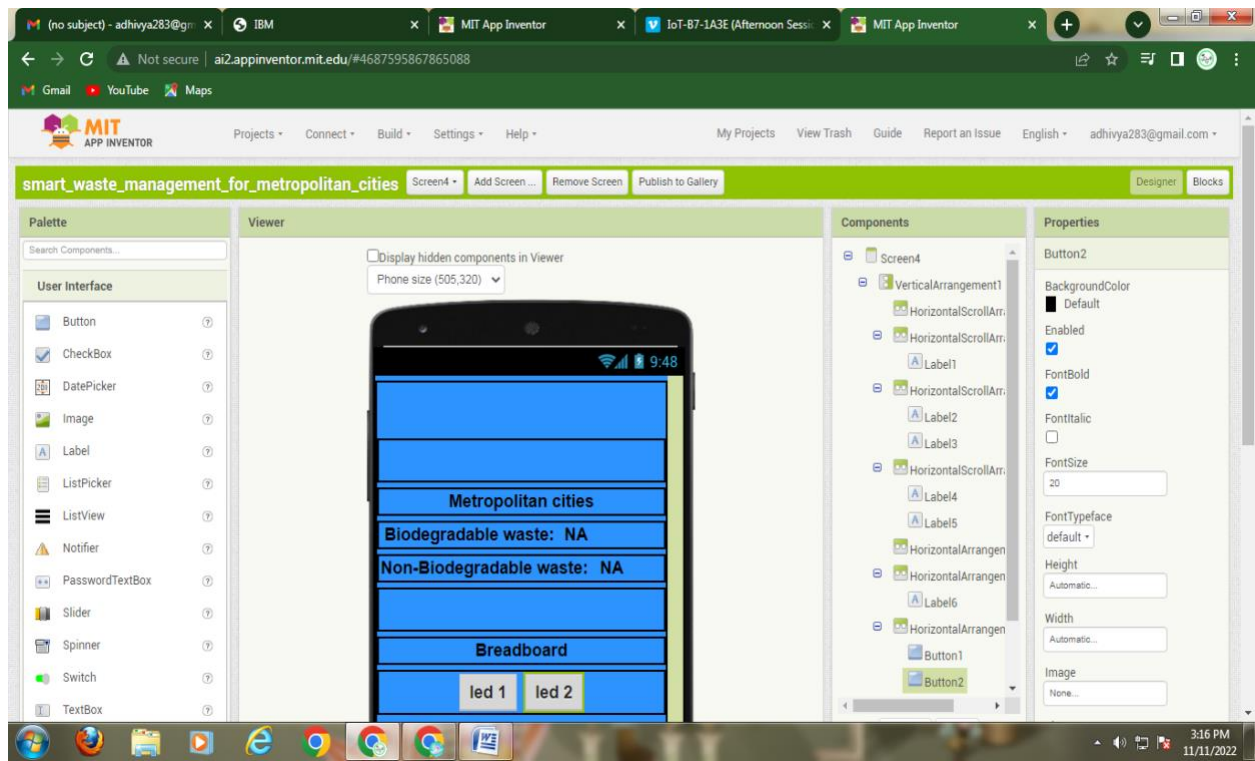 (no subject) - adhivya283@gm
IBM
MIT App Inventor
IoT-B7-1A3E (Afternoon Sessic
MIT App Inventor
Not secure
ai2.appinventor.mit.edu/#4687595867865088
Gmail
YouTube
Maps
MIT
APP INVENTOR
Projects
Connect
Build
Settings
Help
My Projects
View Trash
Guide
Report an Issue
English
adhivya283@gmail.com
smart_waste_management_for_metropolitan_cities
Screen4
Add Screen ...
Remove Screen
Publish to Gallery
Designer
Blocks
Palette
Search Components...
User Interface
Button
CheckBox
DatePicker
Image
Label
ListPicker
ListView
Notifier
PasswordTextBox
Slider
Spinner
Switch
TextBox
Viewer
Display hidden components in Viewer
Phone size (505,320)
9:48
Metropolitan cities
Biodegradable waste: NA
Non-Biodegradable waste: NA
Breadboard
led 1
led 2
Components
Screen4
VerticalArrangement1
HorizontalScrollArr
HorizontalScrollArr
Label1
HorizontalScrollArr
Label2
Label3
HorizontalScrollArr
Label4
Label5
HorizontalArrangen
HorizontalArrangen
Label6
HorizontalArrangen
Button1
Button2
Properties
Button2
BackgroundColor
Default
Enabled
FontBold
FontItalic
FontSize
20
FontTypeface
default
Height
Automatic...
Width
Automatic...
Image
None...
3:16 PM
11/11/2022